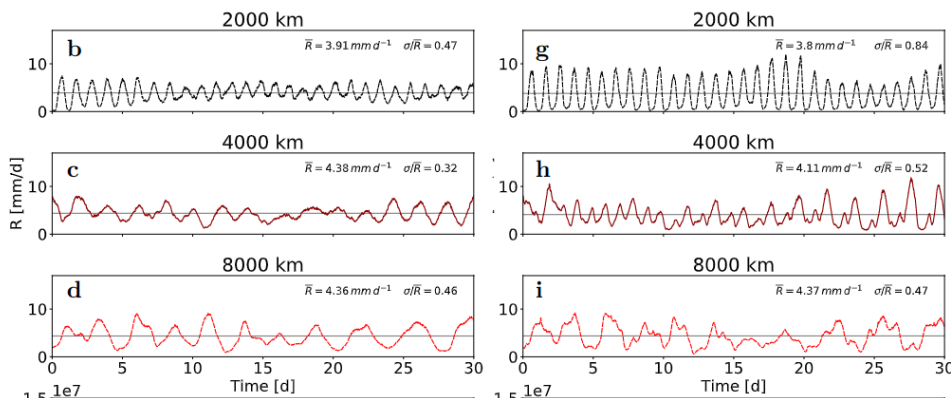 2000 km
2000 km
b
R̅ = 3.91 mm d⁻¹ σ/R̅ = 0.47
g
R̅ = 3.8 mm d⁻¹ σ/R̅ = 0.84
10
0
10
0
4000 km
4000 km
c
R̅ = 4.38 mm d⁻¹ σ/R̅ = 0.32
h
R̅ = 4.11 mm d⁻¹ σ/R̅ = 0.52
R [mm/d]
10
0
10
0
8000 km
8000 km
d
R̅ = 4.36 mm d⁻¹ σ/R̅ = 0.46
i
R̅ = 4.37 mm d⁻¹ σ/R̅ = 0.47
10
0
10
0
0 5 10 15 20 25 30
0 5 10 15 20 25 30
Time [d]
Time [d]
1e7
1e7